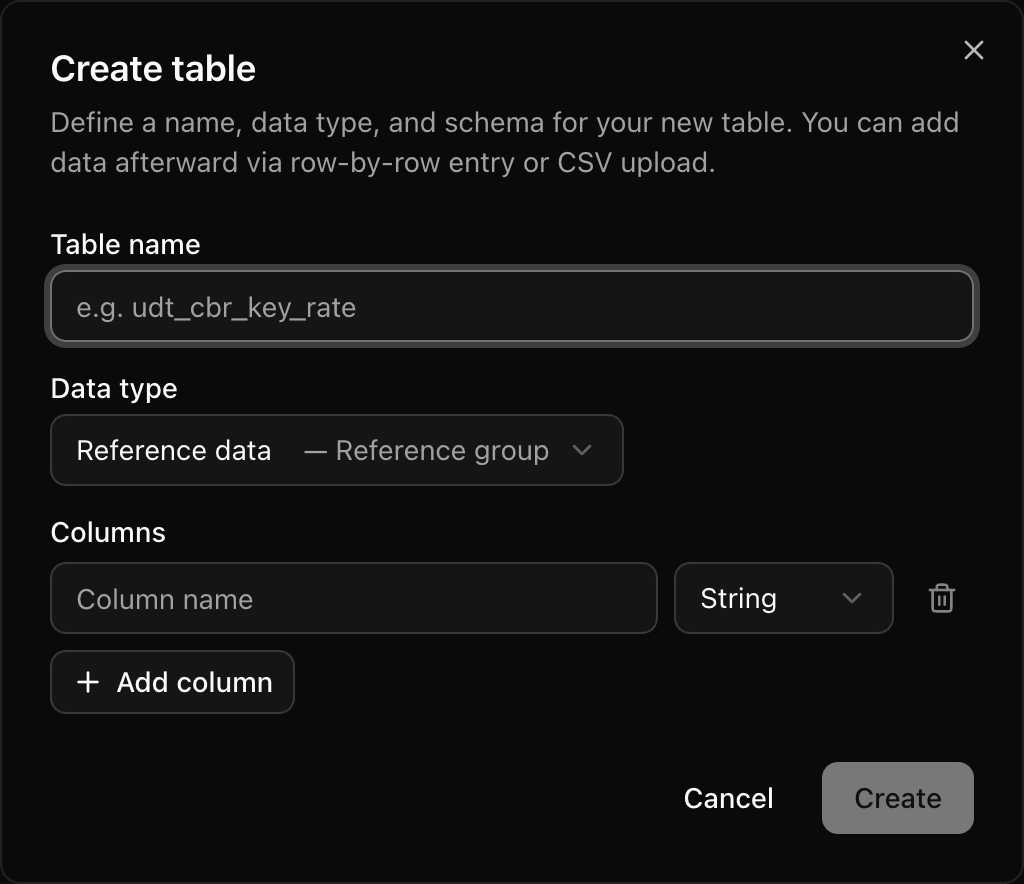 Create table
Define a name, data type, and schema for your new table. You can add
data afterward via row-by-row entry or CSV upload.
Table name
e.g. udt_cbr_key_rate
Data type
Reference data — Reference group
Columns
Column name String
Add column
Cancel Create